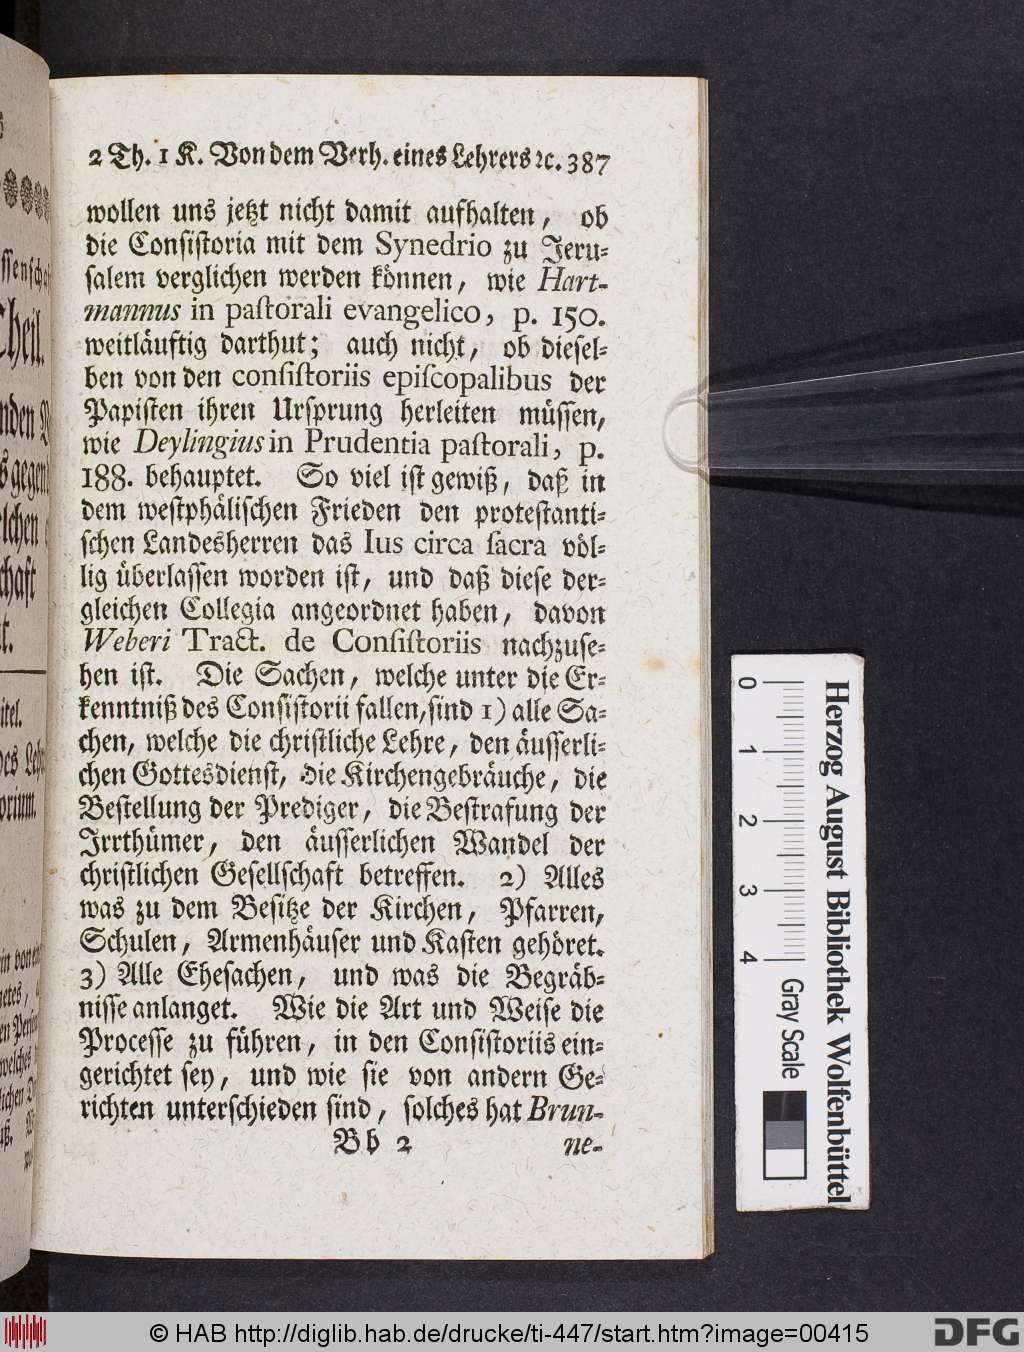 2 Th. 1 K. Von dem Verh. eines Lehrers ꝛc. 387
wollen uns jetzt nicht damit aufhalten, ob
die Consistoria mit dem Synedrio zu Jeru⸗
salem verglichen werden können, wie Hart-
mannus in pastorali evangelico, p. 150.
weitläuftig darthut; auch nicht, ob diesel⸗
ben von den consistoriis episcopalibus der
Papisten ihren Ursprung herleiten müssen,
wie Deylingius in Prudentia pastorali, p.
188. behauptet. So viel ist gewiß, daß in
dem westphälischen Frieden den protestanti⸗
schen Landesherren das Ius circa sacra völ⸗
lig überlassen worden ist, und daß diese der⸗
gleichen Collegia angeordnet haben, davon
Weberi Tract. de Consistoriis nachzuse⸗
hen ist. Die Sachen, welche unter die Er⸗
kenntniß des Consistorii fallen, sind 1) alle Sa⸗
chen, welche die christliche Lehre, den äusserli⸗
chen Gottesdienst, die Kirchengebräuche, die
Bestellung der Prediger, die Bestrafung der
Irrthümer, den äusserlichen Wandel der
christlichen Gesellschaft betreffen. 2) Alles
was zu dem Besitze der Kirchen, Pfarren,
Schulen, Armenhäuser und Kasten gehöret.
3) Alle Ehesachen, und was die Begräb⸗
nisse anlanget. Wie die Art und Weise die
Processe zu führen, in den Consistoriis ein⸗
gerichtet sey, und wie sie von andern Ge⸗
richten unterschieden sind, solches hat Brun-
Bb 2 ne-
0 1 2 3 4 Gray Scale
Herzog August Bibliothek Wolfenbüttel
© HAB http://diglib.hab.de/drucke/ti-447/start.htm?image=00415
DFG